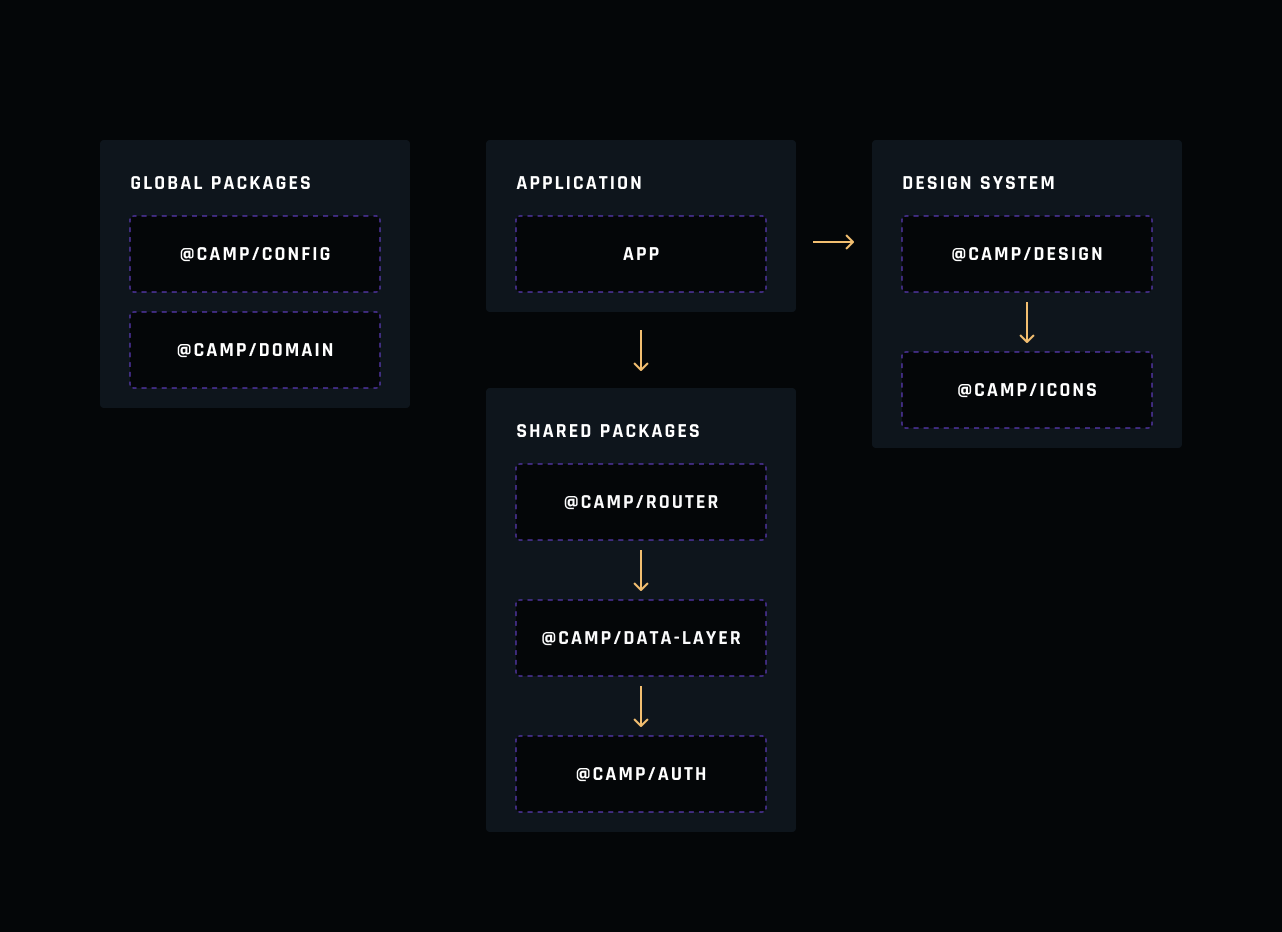 GLOBAL PACKAGES
@CAMP/CONFIG
@CAMP/DOMAIN
APPLICATION
APP
SHARED PACKAGES
@CAMP/ROUTER
@CAMP/DATA-LAYER
@CAMP/AUTH
DESIGN SYSTEM
@CAMP/DESIGN
@CAMP/ICONS